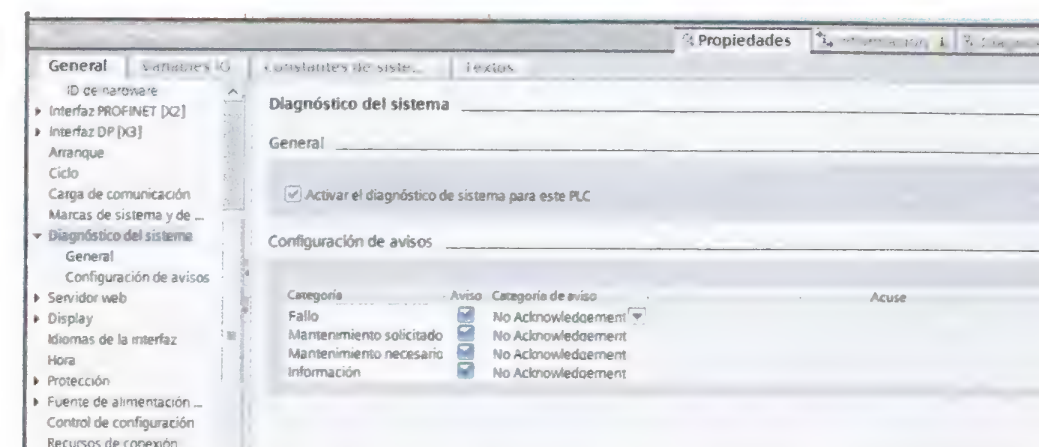 Propiedades
General
Textos
ID de hardware
Interfaz PROFINET [X2]
Interfaz DP [X3]
Arranque
Ciclo
Carga de comunicación
Marcas de sistema y de ...
Diagnóstico del sistema
General
Configuración de avisos
Servidor web
Display
Idiomas de la interfaz
Hora
Protección
Fuente de alimentación ...
Control de configuración
Recursos de conexión
Diagnóstico del sistema
General
Activar el diagnóstico de sistema para este PLC
Configuración de avisos
Categoría Aviso Categoría de aviso Acuse
Fallo No Acknowledgement
Mantenimiento solicitado No Acknowledgement
Mantenimiento necesario No Acknowledgement
Información No Acknowledgement